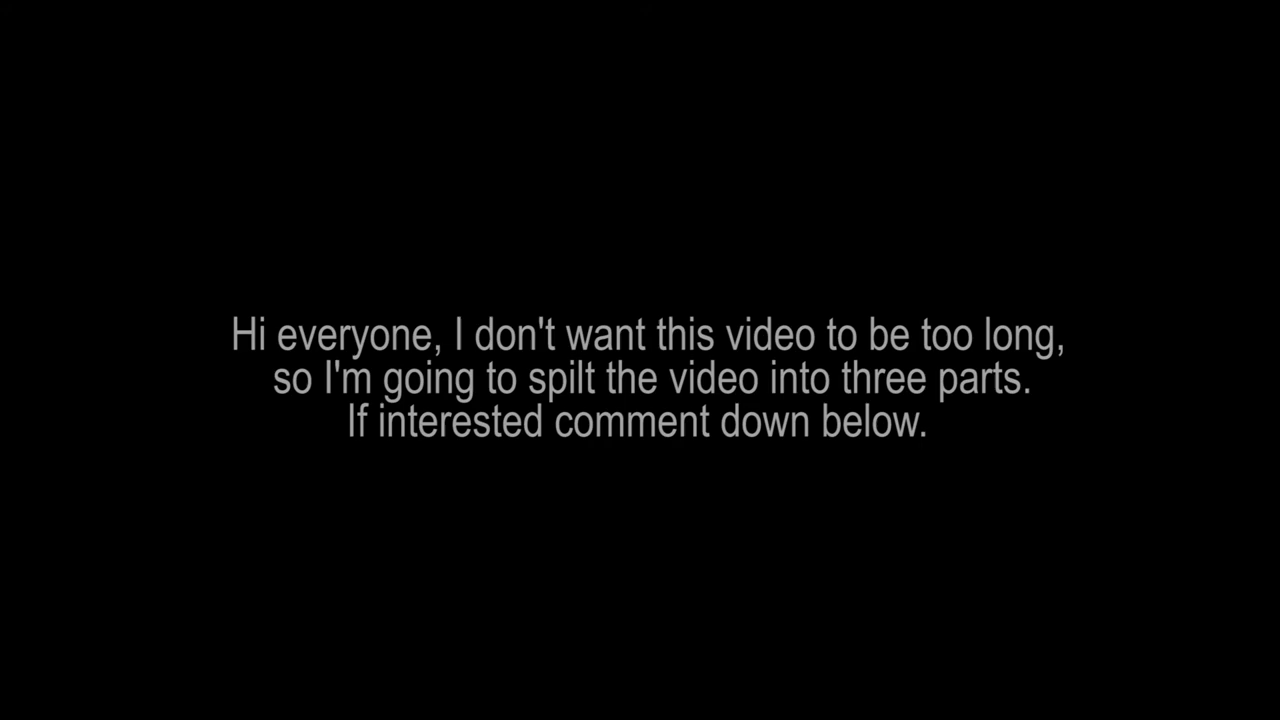 Hi everyone, I don't want this video to be too long,
so I'm going to spilt the video into three parts.
If interested comment down below.